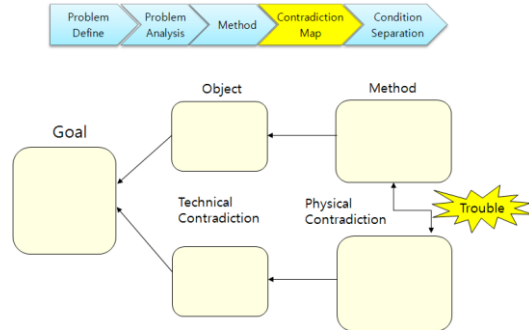 Problem
Define
Problem
Analysis
Method
Contradiction
Map
Condition
Separation
Object
Method
Goal
Technical
Contradiction
Physical
Contradiction
Trouble